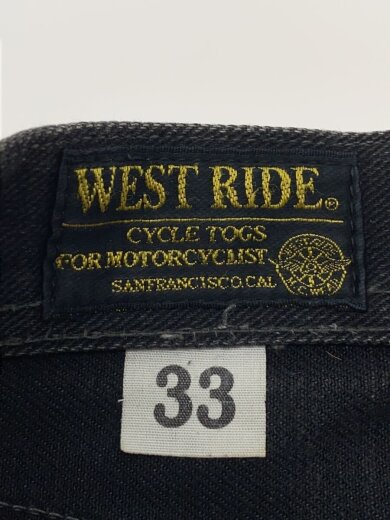 WEST RIDE®
CYCLE TOGS
FOR MOTORCYCLIST
SANFRANCISCO.CAL
33